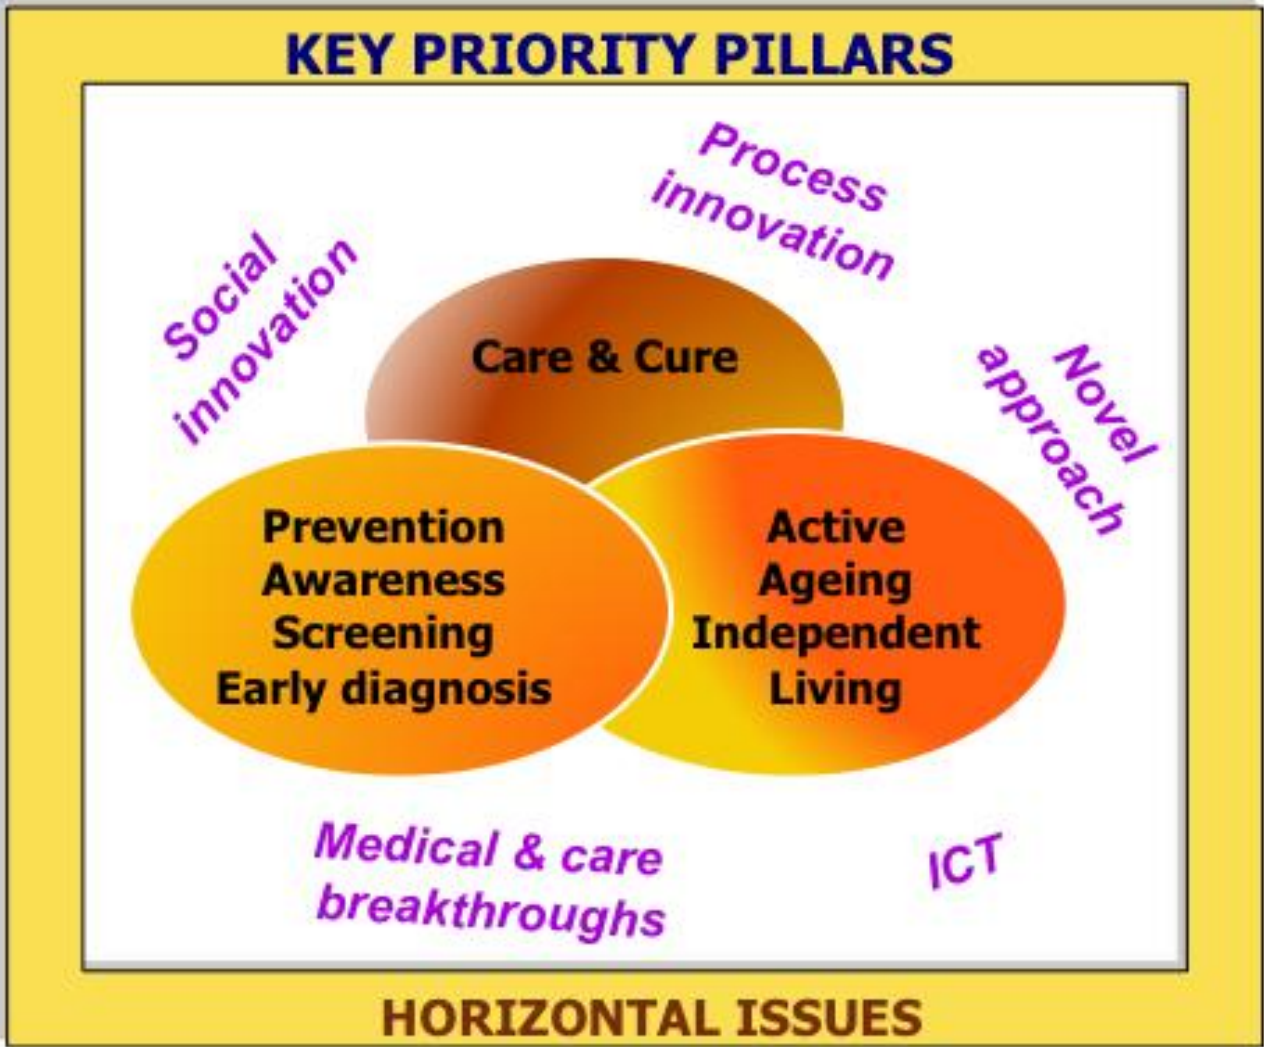 KEY PRIORITY PILLARS
Process
innovation
Social
innovation
Novel
approach
Care & Cure
Prevention
Awareness
Screening
Early diagnosis
Active
Ageing
Independent
Living
Medical & care
breakthroughs
ICT
HORIZONTAL ISSUES